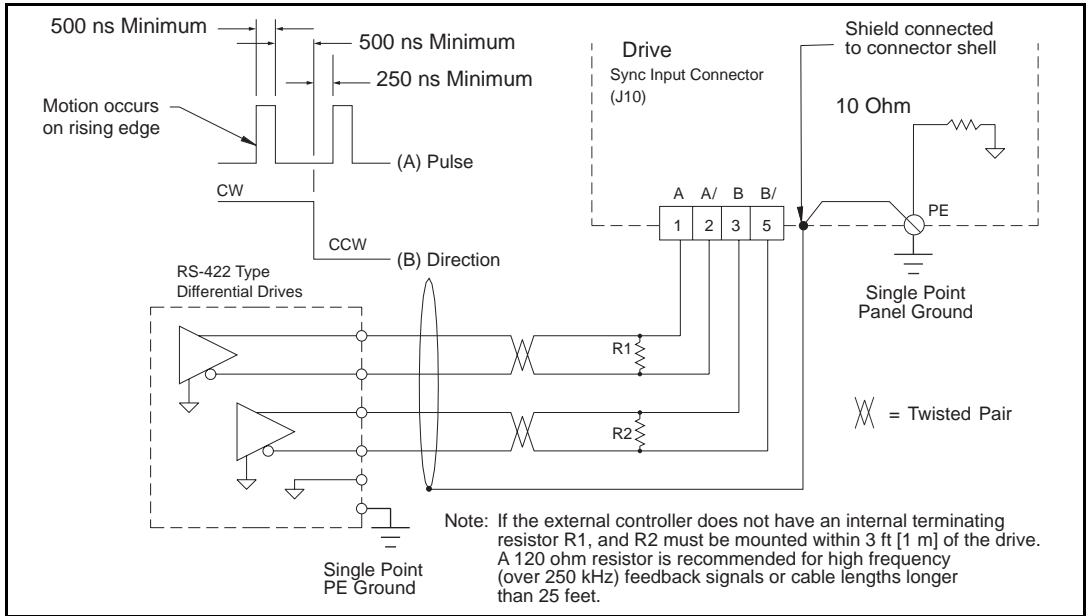 500 ns Minimum
500 ns Minimum
250 ns Minimum
Motion occurs
on rising edge
(A) Pulse
CW
CCW
(B) Direction
Shield connected
to connector shell
Drive
Sync Input Connector
(J10)
10 Ohm
A A/ B B/
1 2 3 5
PE
Single Point
Panel Ground
RS-422 Type
Differential Drives
R1
R2
= Twisted Pair
Single Point
PE Ground
Note: If the external controller does not have an internal terminating
resistor R1, and R2 must be mounted within 3 ft [1 m] of the drive.
A 120 ohm resistor is recommended for high frequency
(over 250 kHz) feedback signals or cable lengths longer
than 25 feet.